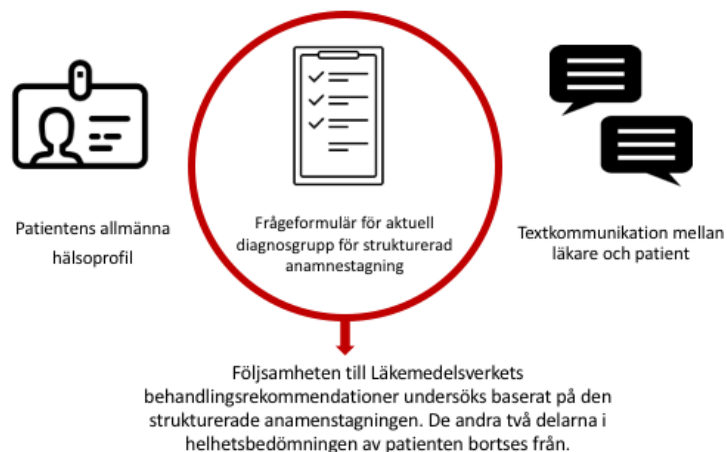 Patientens allmänna
hälsoprofil
Frågeformulär för aktuell
diagnosgrupp för strukturerad
anamnestagning
Textkommunikation mellan
läkare och patient
Följsamheten till Läkemedelsverkets
behandlingsrekommendationer undersöks baserat på den
strukturerade anamenstagningen. De andra två delarna i
helhetsbedömningen av patienten bortses från.